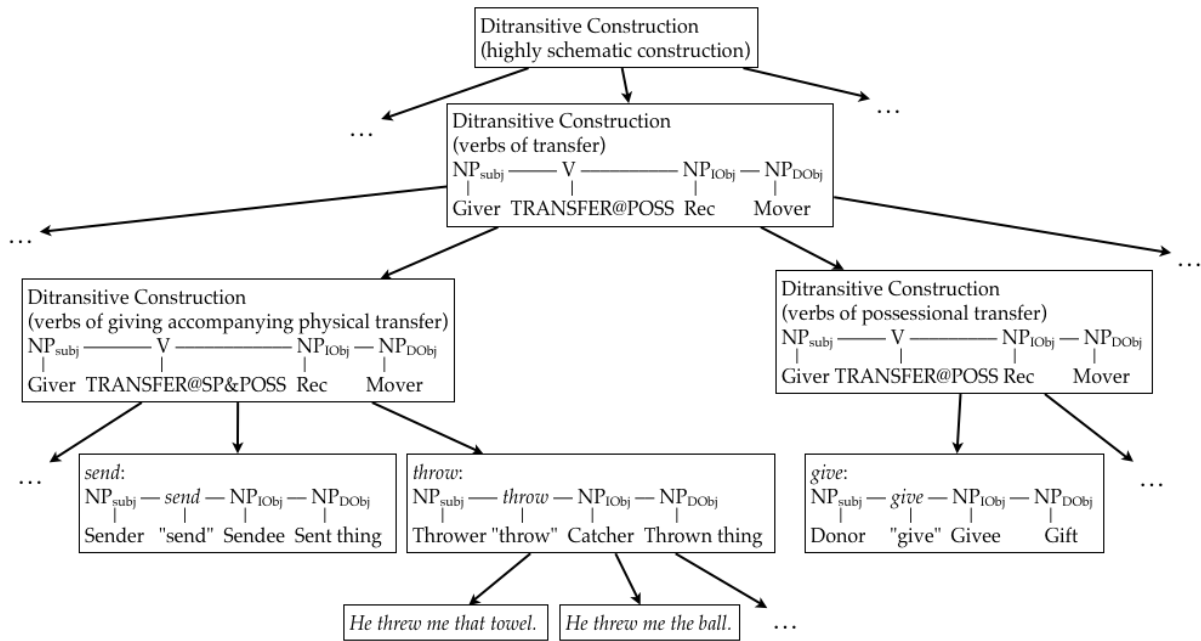 Ditransitive Construction
(highly schematic construction)
…
…
Ditransitive Construction
(verbs of transfer)
NPsubj —— V ————— NPIObj — NPDObj
Giver TRANSFER@POSS Rec Mover
…
…
Ditransitive Construction
(verbs of giving accompanying physical transfer)
NPsubj ——— V ————— NPIObj — NPDObj
Giver TRANSFER@SP&POSS Rec Mover
Ditransitive Construction
(verbs of possessional transfer)
NPsubj ——— V ————— NPIObj — NPDObj
Giver TRANSFER@POSS Rec Mover
…
send:
NPsubj — send — NPIObj — NPDObj
Sender "send" Sendee Sent thing
throw:
NPsubj — throw — NPIObj — NPDObj
Thrower "throw" Catcher Thrown thing
give:
NPsubj — give — NPIObj — NPDObj
Donor "give" Givee Gift
…
He threw me that towel.
He threw me the ball.
…